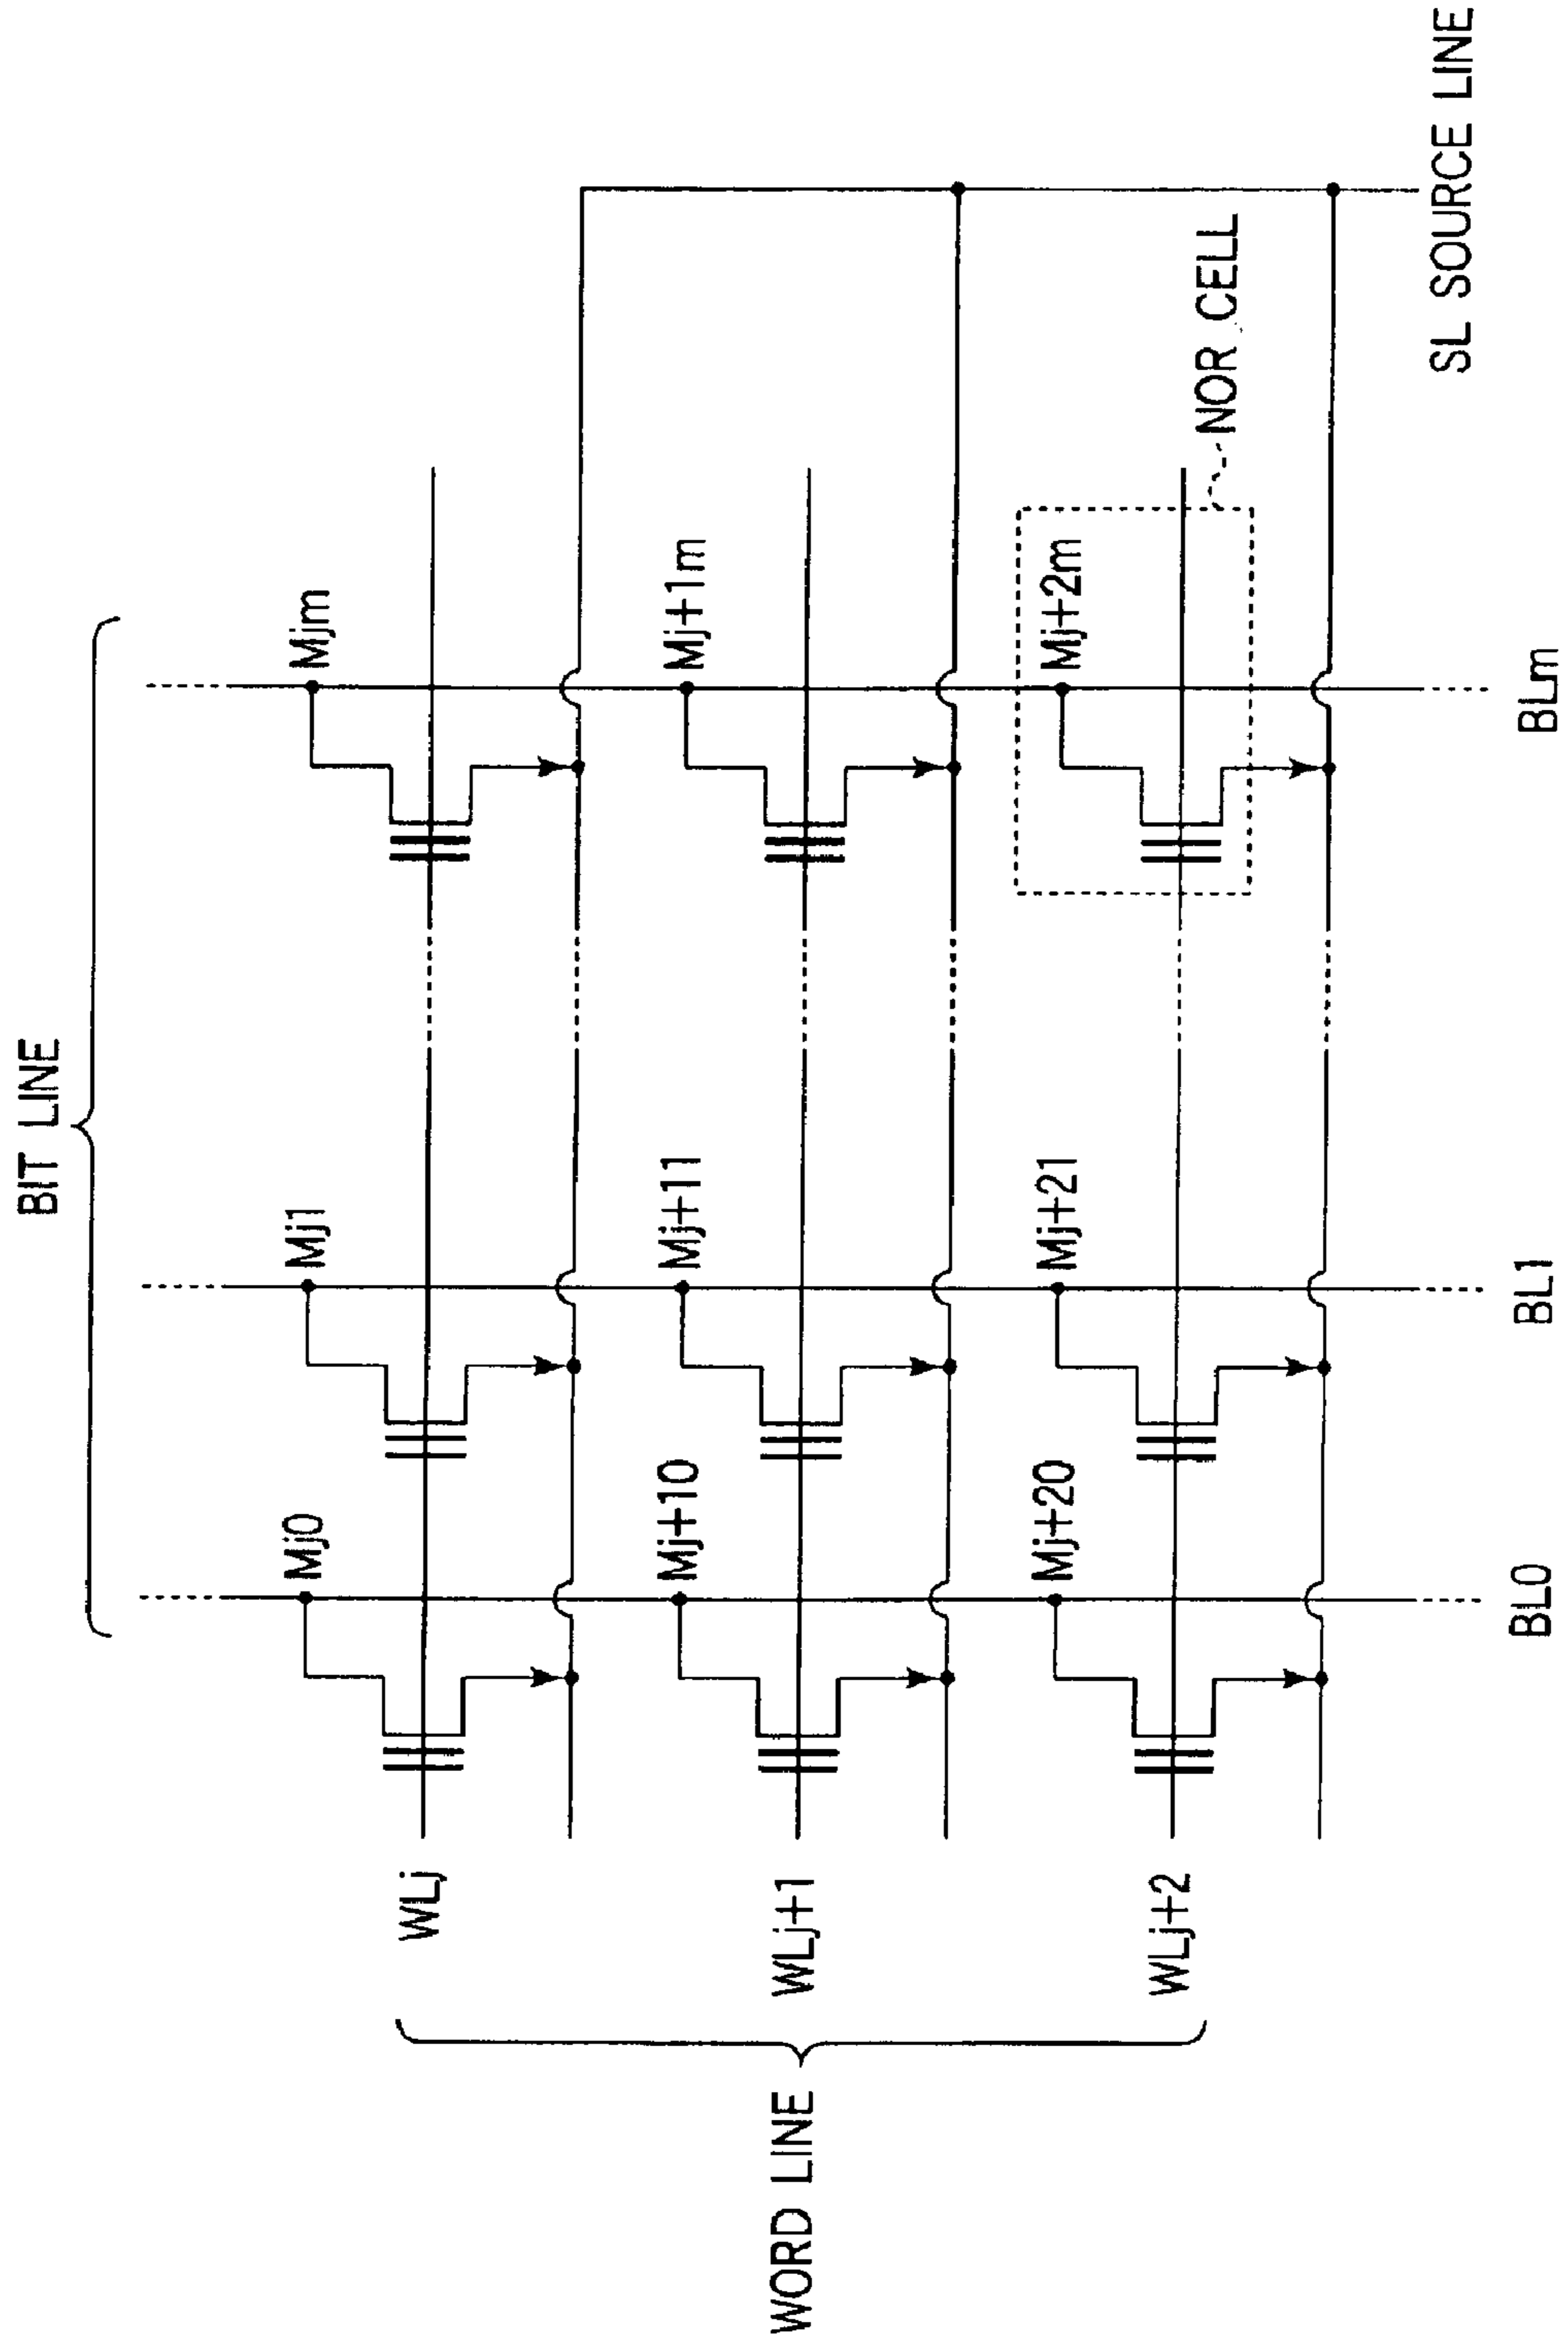 BIT LINE
Mj0
Mj1
Mjm
WLj
Mj+10
Mj+11
Mj+1m
WORD LINE
WLj+1
Mj+20
Mj+21
Mj+2m
WLj+2
NOR CELL
BL0
BL1
BLm
SL SOURCE LINE